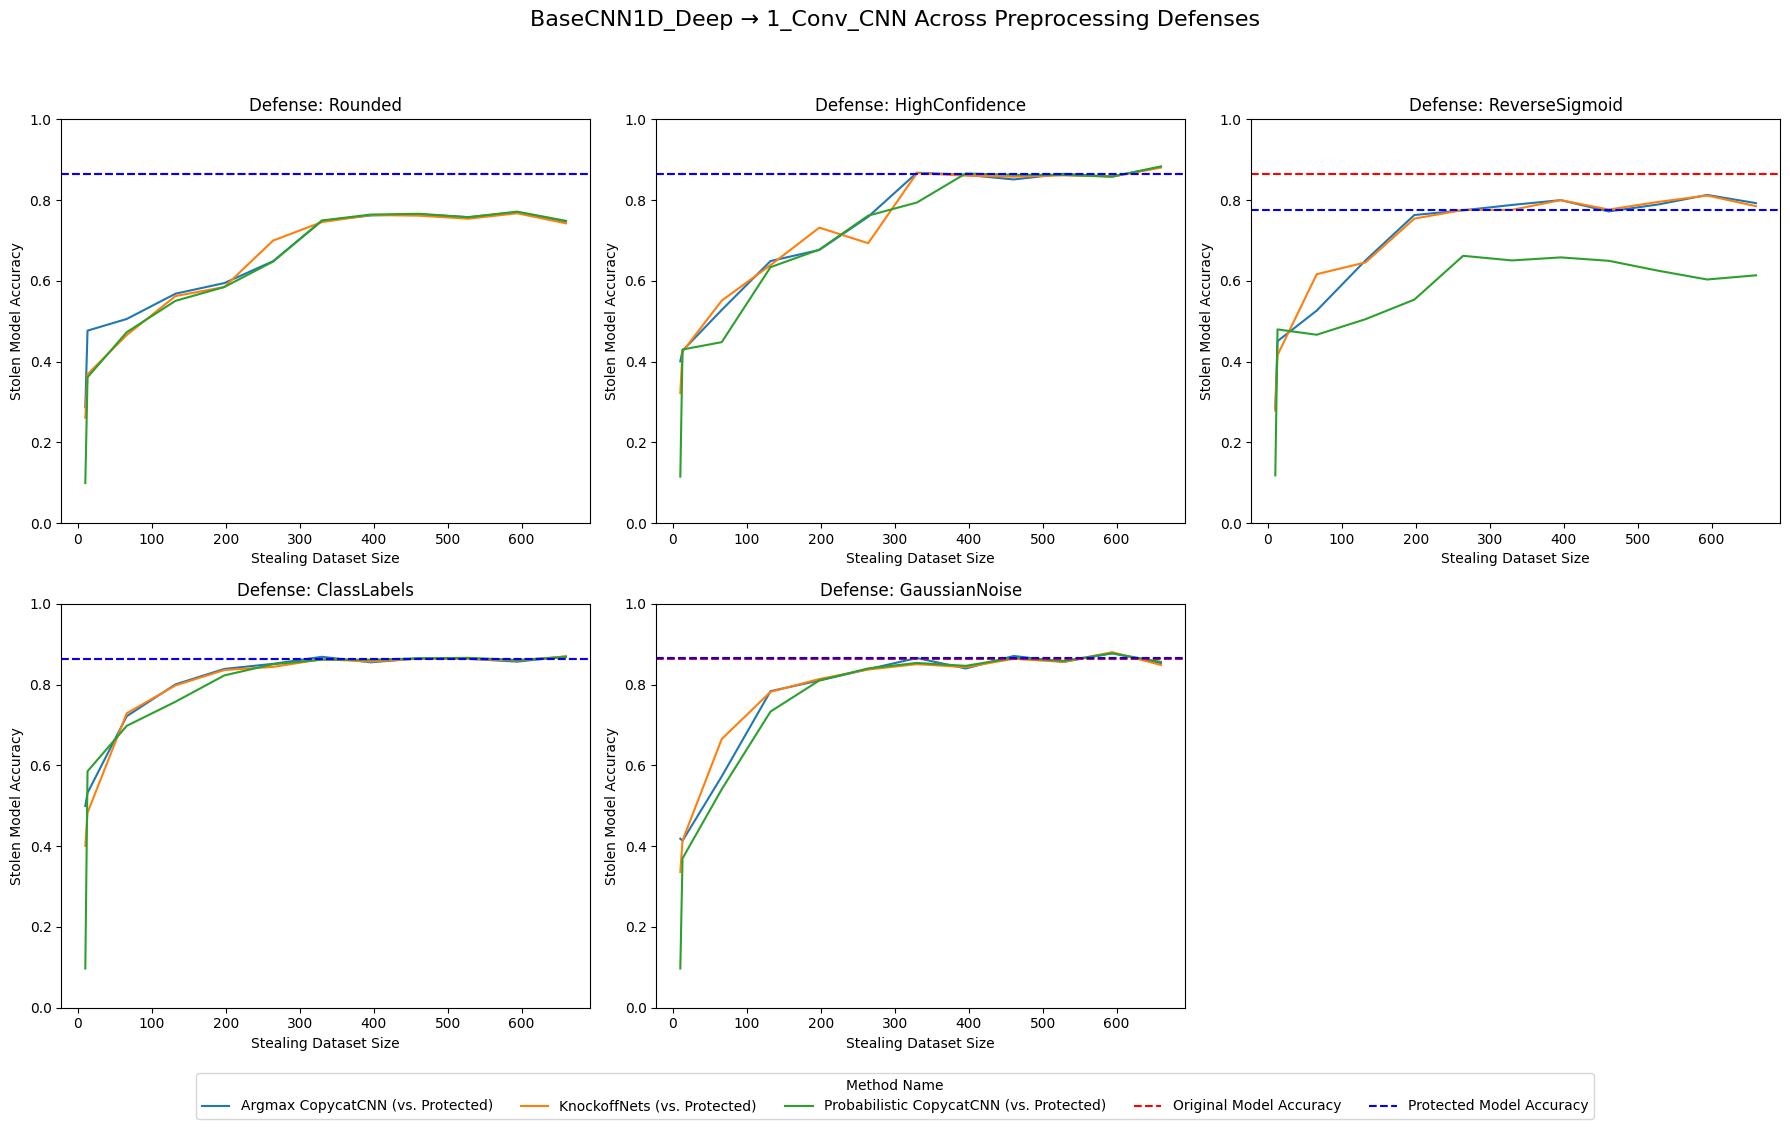 BaseCNN1D_Deep → 1_Conv_CNN Across Preprocessing Defenses
Defense: Rounded
1.0
0.8
0.6
0.4
0.2
0.0
Stolen Model Accuracy
0 100 200 300 400 500 600
Stealing Dataset Size
Defense: HighConfidence
1.0
0.8
0.6
0.4
0.2
0.0
Stolen Model Accuracy
0 100 200 300 400 500 600
Stealing Dataset Size
Defense: ReverseSigmoid
1.0
0.8
0.6
0.4
0.2
0.0
Stolen Model Accuracy
0 100 200 300 400 500 600
Stealing Dataset Size
Defense: ClassLabels
1.0
0.8
0.6
0.4
0.2
0.0
Stolen Model Accuracy
0 100 200 300 400 500 600
Stealing Dataset Size
Defense: GaussianNoise
1.0
0.8
0.6
0.4
0.2
0.0
Stolen Model Accuracy
0 100 200 300 400 500 600
Stealing Dataset Size
Method Name
Argmax CopycatCNN (vs. Protected) KnockoffNets (vs. Protected) Probabilistic CopycatCNN (vs. Protected) Original Model Accuracy Protected Model Accuracy